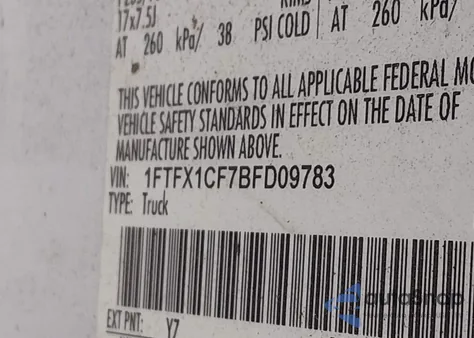 17x7.5J
AT 260 kPa/ 38 PSI COLD AT 260 kPa/
THIS VEHICLE CONFORMS TO ALL APPLICABLE FEDERAL MO
VEHICLE SAFETY STANDARDS IN EFFECT ON THE DATE OF
MANUFACTURE SHOWN ABOVE.
VIN: 1FTFX1CF7BFD09783
TYPE: Truck
EXT PNT: Y7